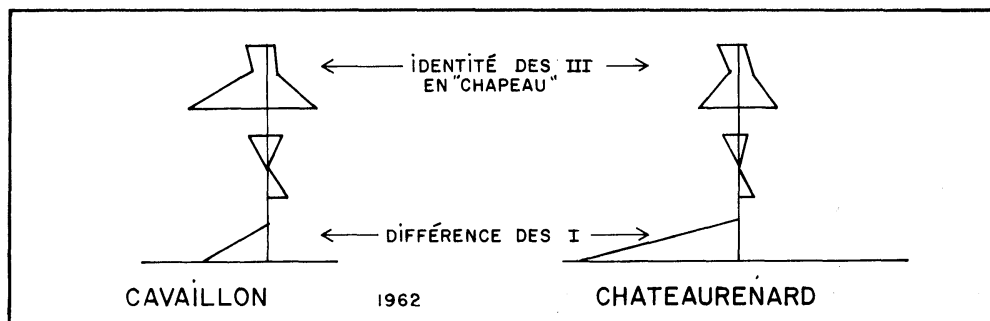 iDENTITÉ DES III
EN "CHAPEAU"
DiFFÉRENCE DES I
CAVAiLLON 1962 CHATEAURENARD